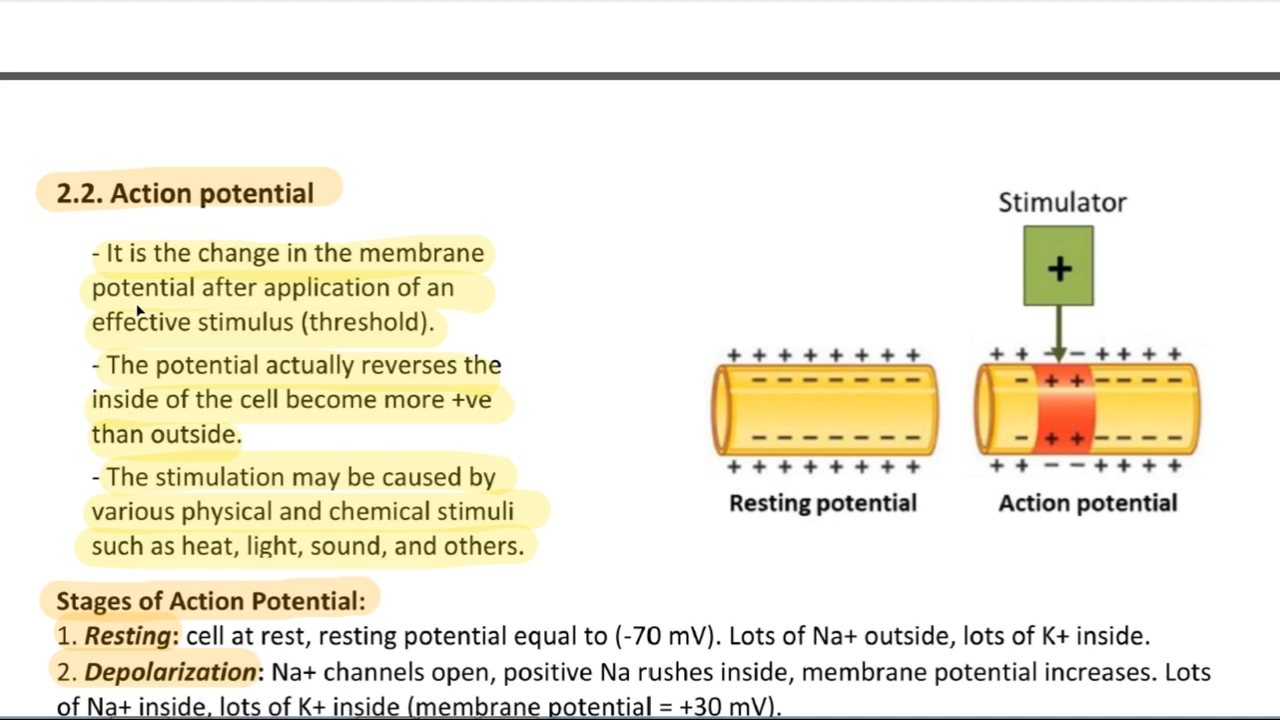 2.2. Action potential
- It is the change in the membrane
potential after application of an
effective stimulus (threshold).
- The potential actually reverses the
inside of the cell become more +ve
than outside.
- The stimulation may be caused by
various physical and chemical stimuli
such as heat, light, sound, and others.
Stimulator
+
+ + + + + + + +
– – – – – – –
– – – – – – –
+ + + + + + + +
Resting potential
+ + – – + + + +
– + + – – – –
– + + – – – –
+ + – – + + + +
Action potential
Stages of Action Potential:
1. Resting: cell at rest, resting potential equal to (-70 mV). Lots of Na+ outside, lots of K+ inside.
2. Depolarization: Na+ channels open, positive Na rushes inside, membrane potential increases. Lots
of Na+ inside, lots of K+ inside (membrane potential = +30 mV).